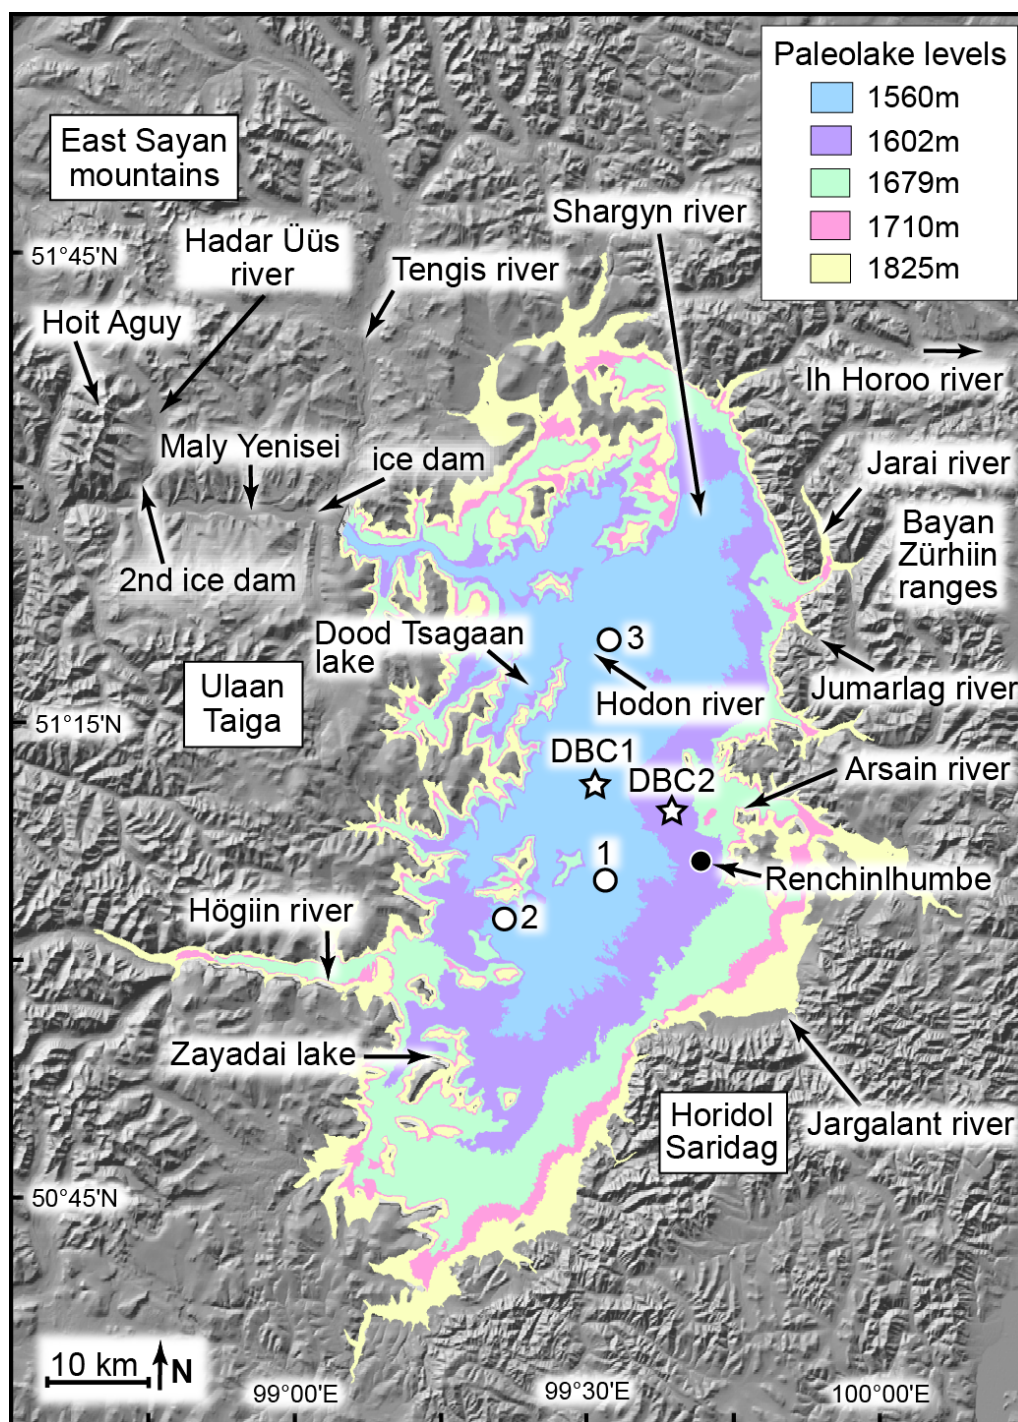 Paleolake levels
1560m
1602m
1679m
1710m
1825m
East Sayan
mountains
Shargyn river
Hadar Üüs
river
51°45'N
Tengis river
Hoit Aguy
Ih Horoo river
Maly Yenisei
ice dam
Jarai river
Bayan
Zürhiin
ranges
2nd ice dam
Dood Tsagaan
lake
3
Ulaan
Taiga
Hodon river
Jumarlag river
51°15'N
DBC1
DBC2
Arsain river
1
Renchinlhumbe
2
Högiin river
Zayadai lake
Horidol
Saridag
Jargalant river
50°45'N
10 km
N
99°00'E
99°30'E
100°00'E